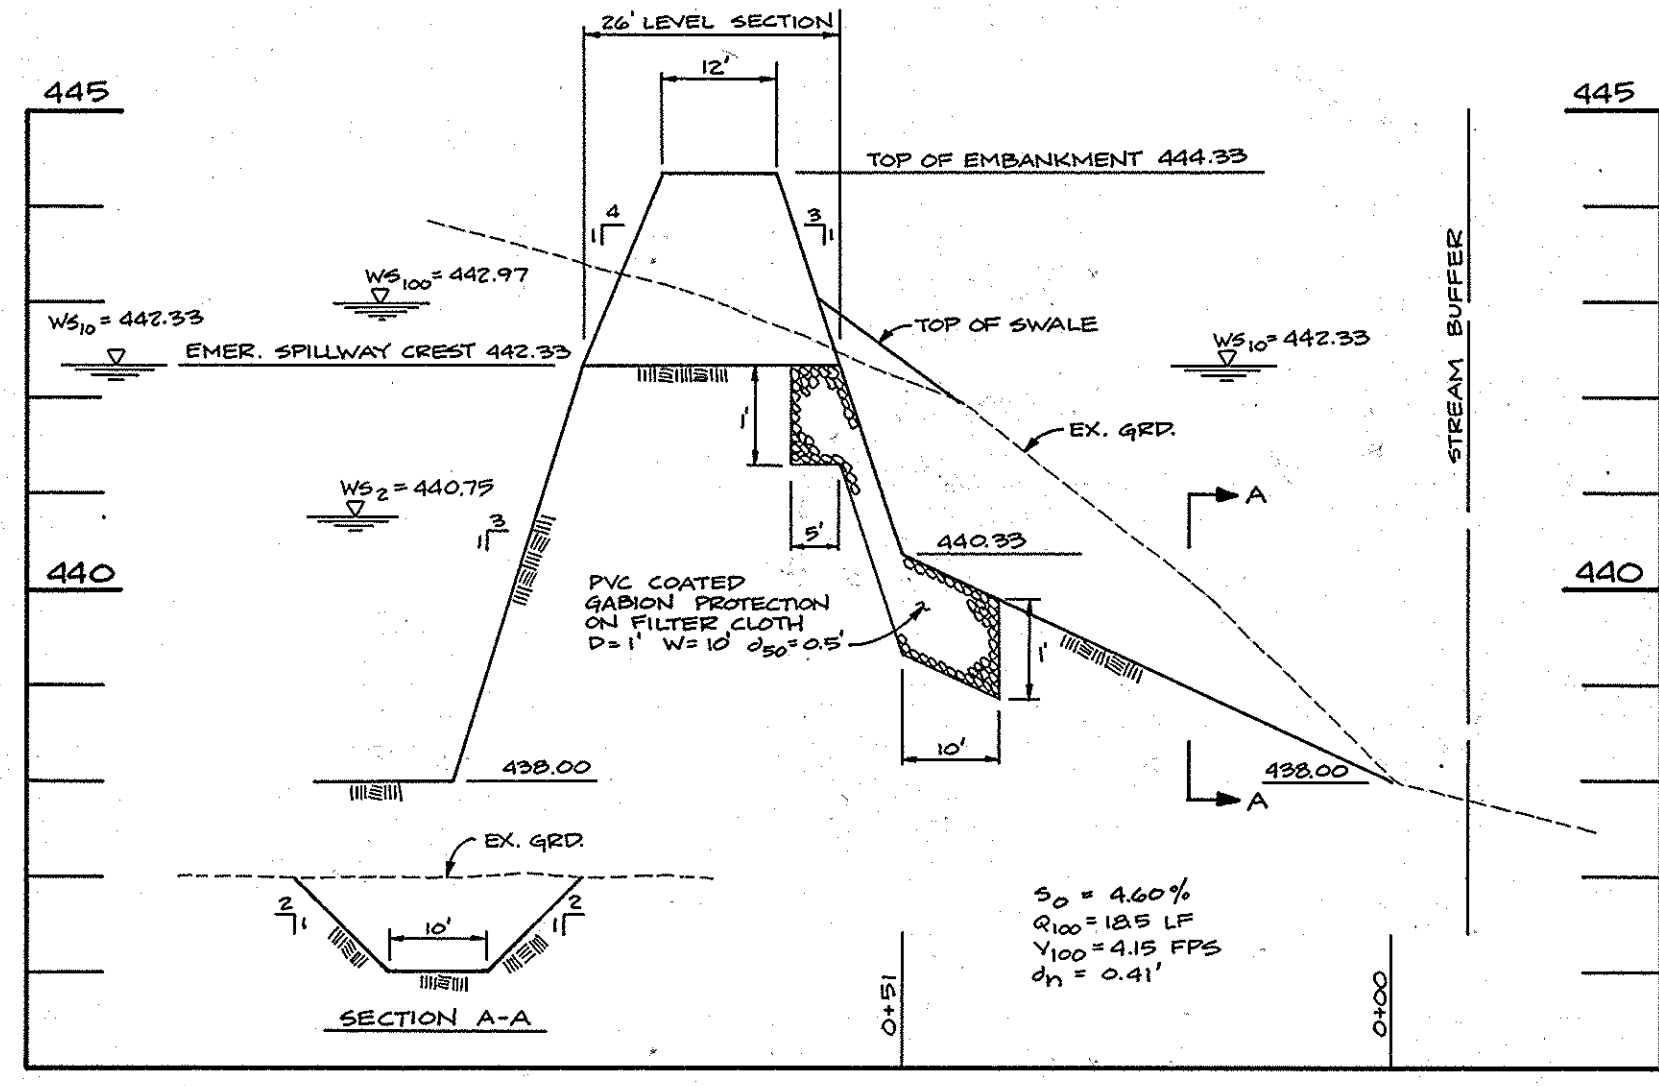 26' LEVEL SECTION
12'
445
445
TOP OF EMBANKMENT 444.33
4
1
3
1
WS100 = 442.97
WS10 = 442.33
TOP OF SWALE
WS10 = 442.33
EMER. SPILLWAY CREST 442.33
STREAM BUFFER
1'
EX. GRD.
WS2 = 440.75
A
3
1
5'
440.33
440
440
PVC COATED
GABION PROTECTION
ON FILTER CLOTH
D = 1' W = 10' d50 = 0.5'
1'
10'
438.00
438.00
A
EX. GRD.
2
1
2
1
10'
SECTION A-A
S0 = 4.60%
Q100 = 18.5 LF
V100 = 4.15 FPS
dn = 0.41'
0+51
0+00